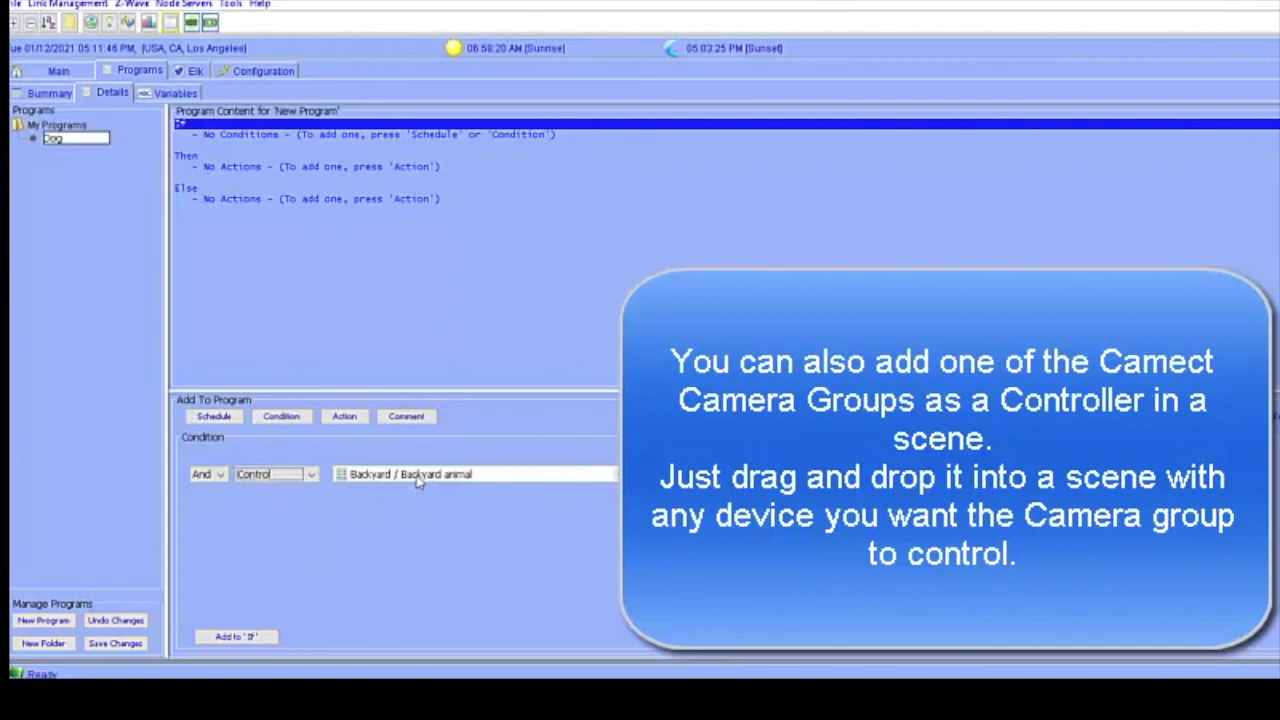 ile Link Management Z-Wave Node Servers Tools Help
ue 01/12/2021 05:11:46 PM, [USA, CA, Los Angeles] 06:58:20 AM [Sunrise] 05:03:25 PM [Sunset]
Main Programs Elk Configuration
Summary Details Variables
Programs
My Programs
Dog
Program Content for 'New Program'
If
- No Conditions - (To add one, press 'Schedule' or 'Condition')
Then
- No Actions - (To add one, press 'Action')
Else
- No Actions - (To add one, press 'Action')
Add To Program
Schedule Condition Action Comment
Condition
And Control Backyard / Backyard animal
Add to 'If'
You can also add one of the Camect
Camera Groups as a Controller in a
scene.
Just drag and drop it into a scene with
any device you want the Camera group
to control.
Manage Programs
New Program Undo Changes
New Folder Save Changes
Ready